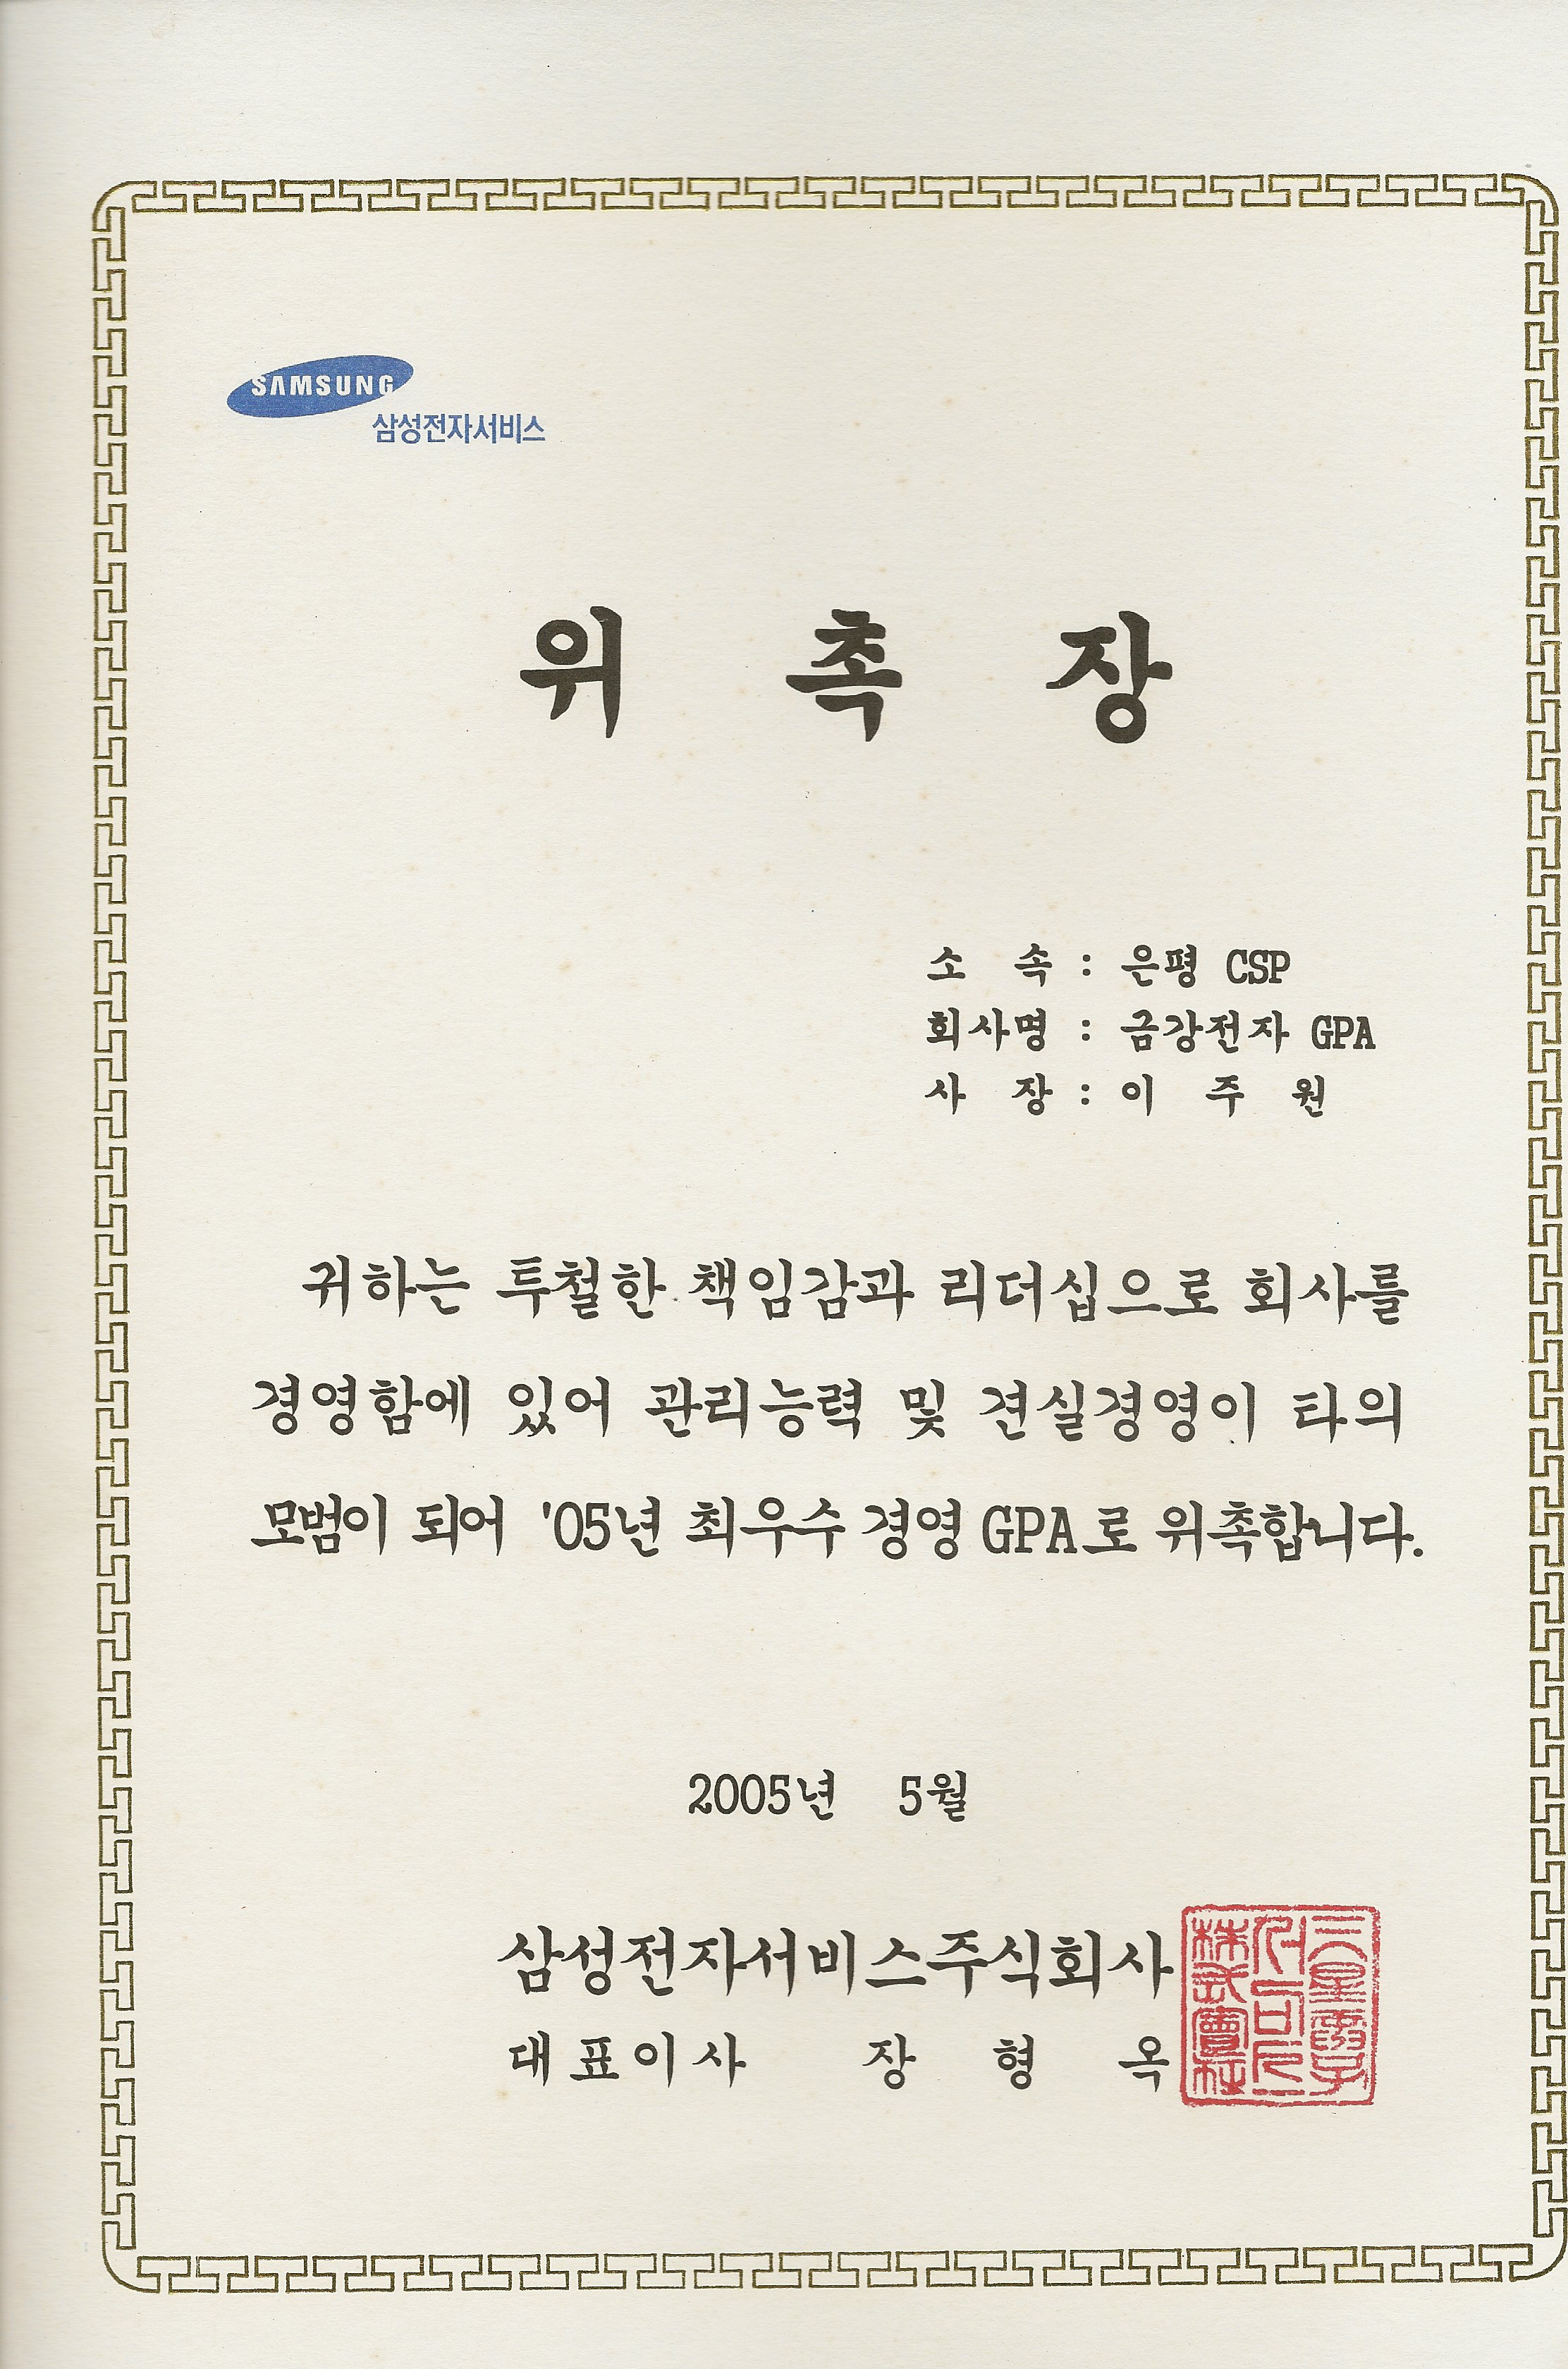 SAMSUNG
삼성전자서비스
위 촉 장
소 속 : 은평 CSP
회사명 : 금강전자 GPA
사 장 : 이 주 원
귀하는 투철한 책임감과 리더십으로 회사를
경영함에 있어 관리능력 및 견실경영이 타의
모범이 되어 '05년 최우수 경영 GPA로 위촉합니다.
2005년 5월
삼성전자서비스주식회사
대표이사 장 형 옥
三星電子
株式會社